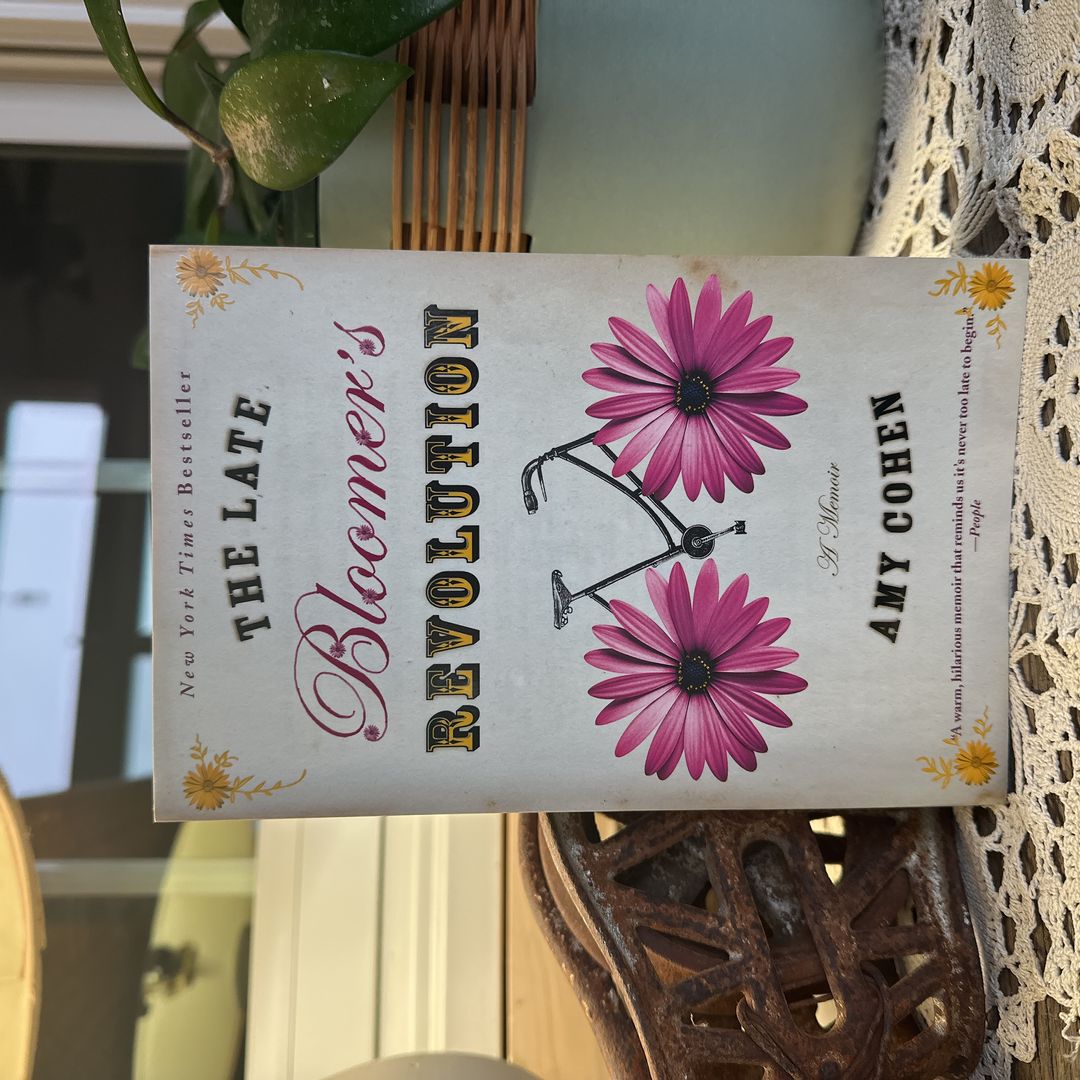 New York Times Bestseller
THE LATE
Bloomer's
REVOLUTION
A Memoir
AMY COHEN
"A warm, hilarious memoir that reminds us it's never too late to begin."
—People